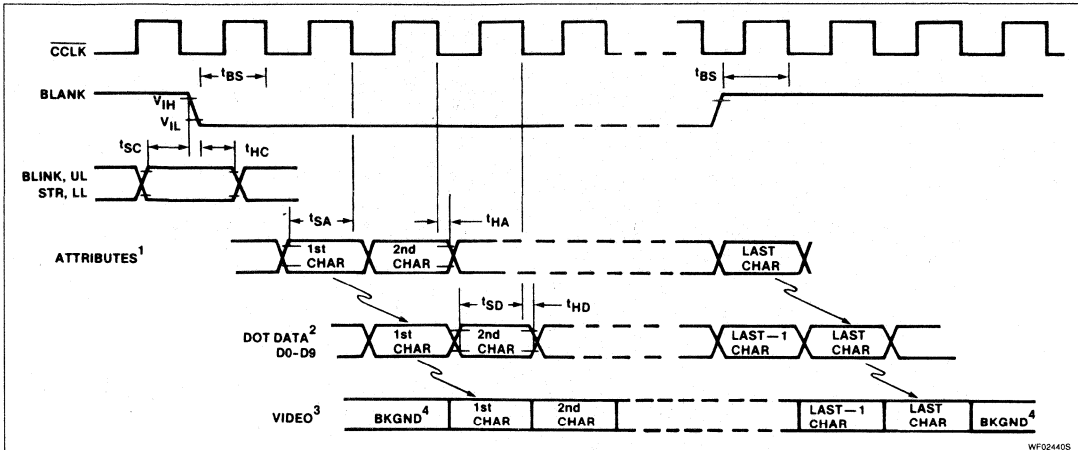 CCLK
tBS
tBS
BLANK
VIH
VIL
tSC
tHC
BLINK, UL
STR, LL
tSA
tHA
ATTRIBUTES1
1st
CHAR
2nd
CHAR
LAST
CHAR
tSD
tHD
DOT DATA2
D0-D9
1st
CHAR
2nd
CHAR
LAST—1
CHAR
LAST
CHAR
VIDEO3
BKGND4
1st
CHAR
2nd
CHAR
LAST—1
CHAR
LAST
CHAR
BKGND4
WF02440S